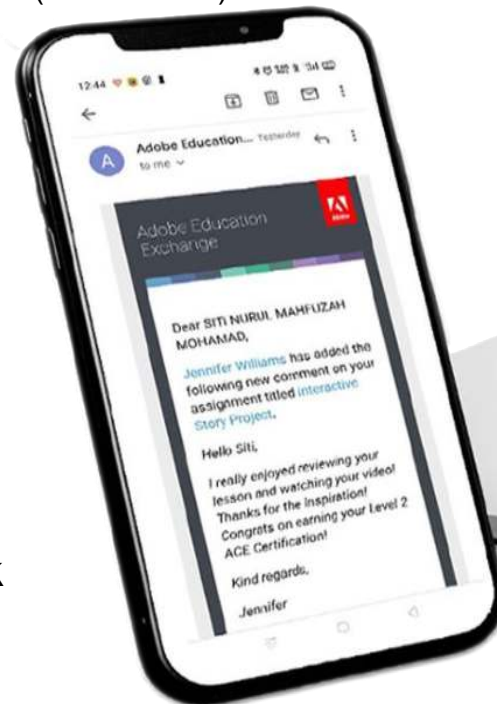 12:44
Adobe Education... Yesterday
to me
A
Adobe Education
Exchange
Adobe
Dear SITI NURUL MAHFUZAH
MOHAMAD,
Jennifer Williams has added the
following new comment on your
assignment titled Interactive
Story Project.
Hello Siti,
I really enjoyed reviewing your
lesson and watching your video!
Thanks for the Inspiration!
Congrats on earning your Level 2
ACE Certification!
Kind regards,
Jennifer